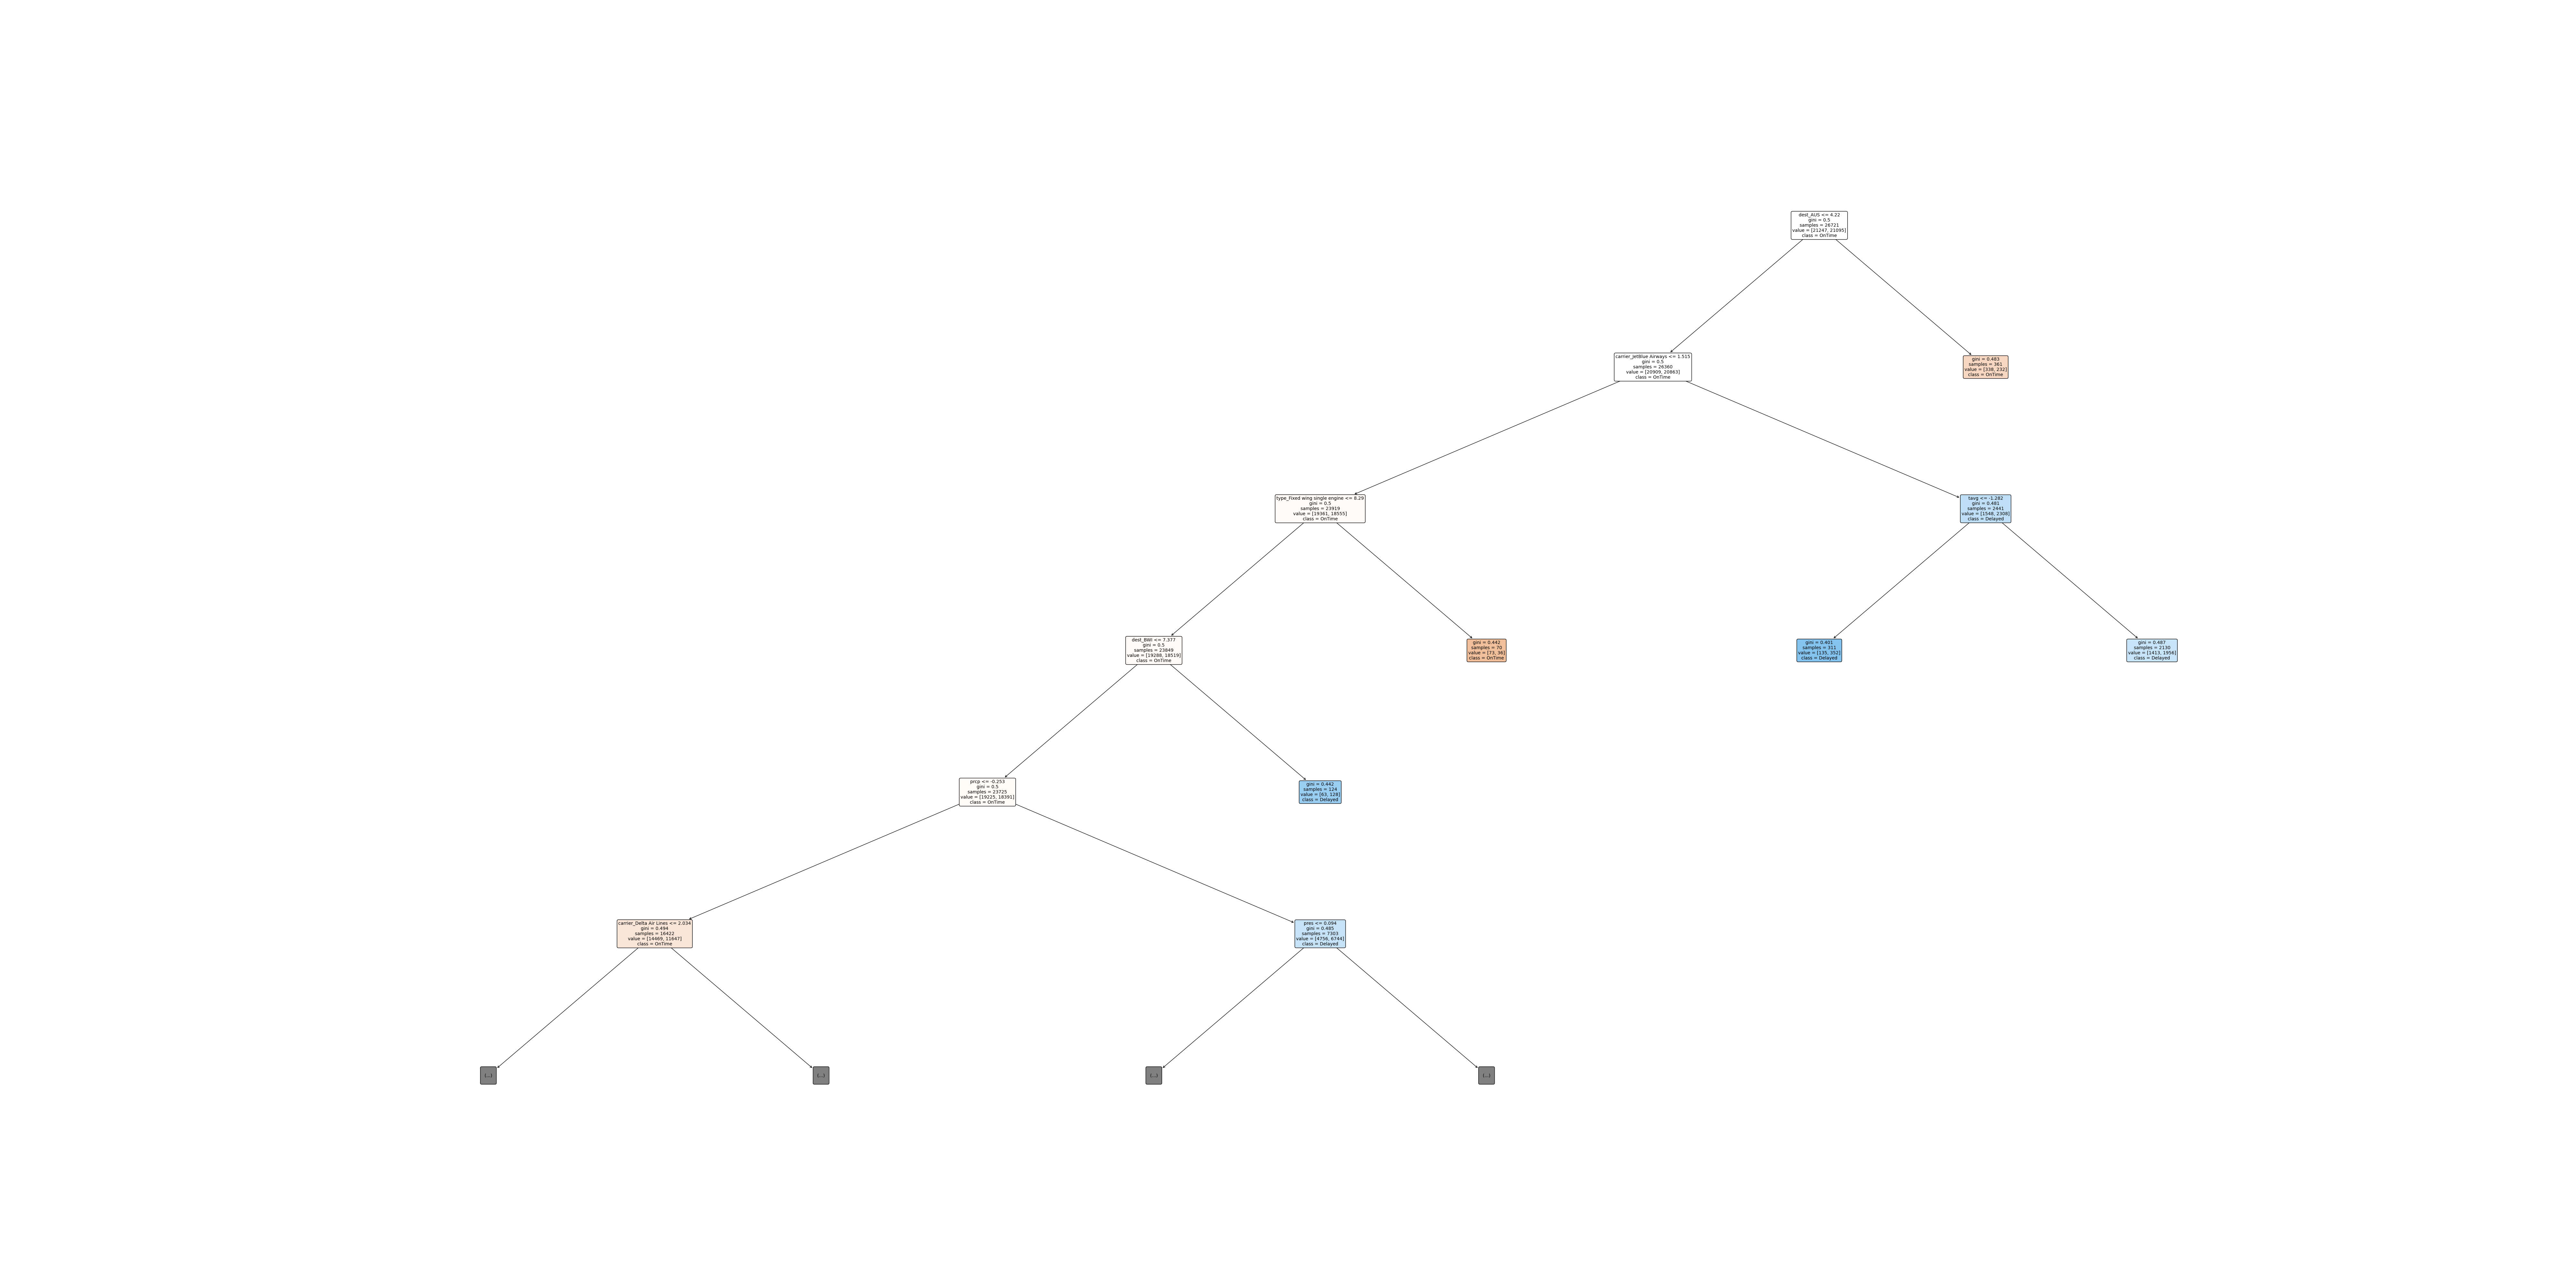 dest_AUS <= 4.22
gini = 0.5
samples = 26721
value = [21247, 21095]
class = OnTime
carrier_JetBlue Airways <= 1.515
gini = 0.5
samples = 26360
value = [20909, 20863]
class = OnTime
gini = 0.483
samples = 361
value = [338, 232]
class = OnTime
type_Fixed wing single engine <= 6.29
gini = 0.5
samples = 23919
value = [19361, 18555]
class = OnTime
tavg <= -1.282
gini = 0.481
samples = 2441
value = [1548, 2308]
class = Delayed
dest_BWI <= 7.377
gini = 0.5
samples = 23849
value = [19288, 18519]
class = OnTime
gini = 0.442
samples = 70
value = [73, 36]
class = OnTime
gini = 0.401
samples = 311
value = [135, 352]
class = Delayed
gini = 0.487
samples = 2130
value = [1413, 1956]
class = Delayed
prcp <= -0.253
gini = 0.5
samples = 23725
value = [19225, 18391]
class = OnTime
gini = 0.442
samples = 124
value = [63, 128]
class = Delayed
carrier_Delta Air Lines <= 2.034
gini = 0.494
samples = 16422
value = [14469, 11647]
class = OnTime
pres <= 0.094
gini = 0.485
samples = 7303
value = [4756, 6744]
class = Delayed
(...)
(...)
(...)
(...)